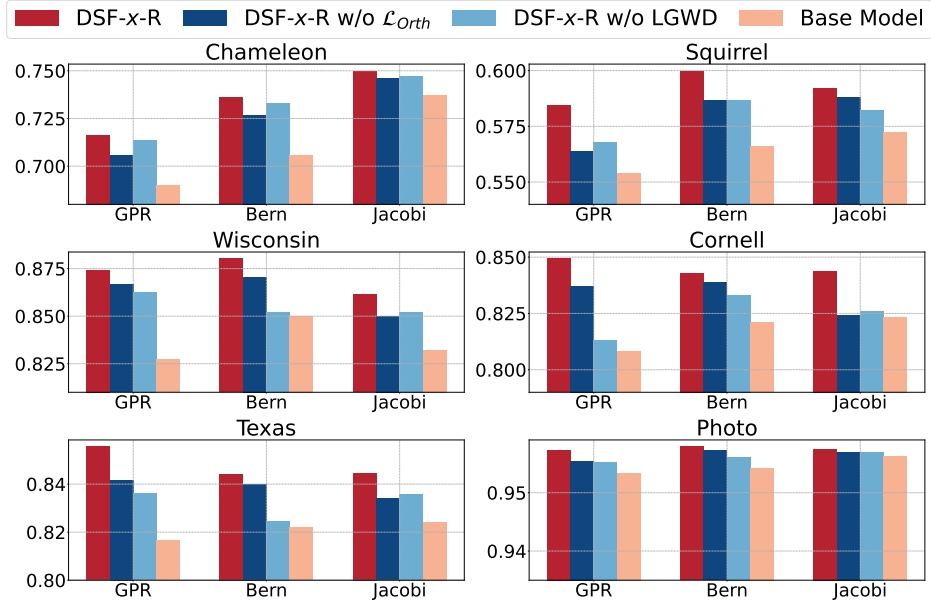 DSF-x-R DSF-x-R w/o ℒOrth DSF-x-R w/o LGWD Base Model
Chameleon
0.750
0.725
0.700
GPR Bern Jacobi
Squirrel
0.600
0.575
0.550
GPR Bern Jacobi
Wisconsin
0.875
0.850
0.825
GPR Bern Jacobi
Cornell
0.850
0.825
0.800
GPR Bern Jacobi
Texas
0.84
0.82
0.80
GPR Bern Jacobi
Photo
0.95
0.94
GPR Bern Jacobi